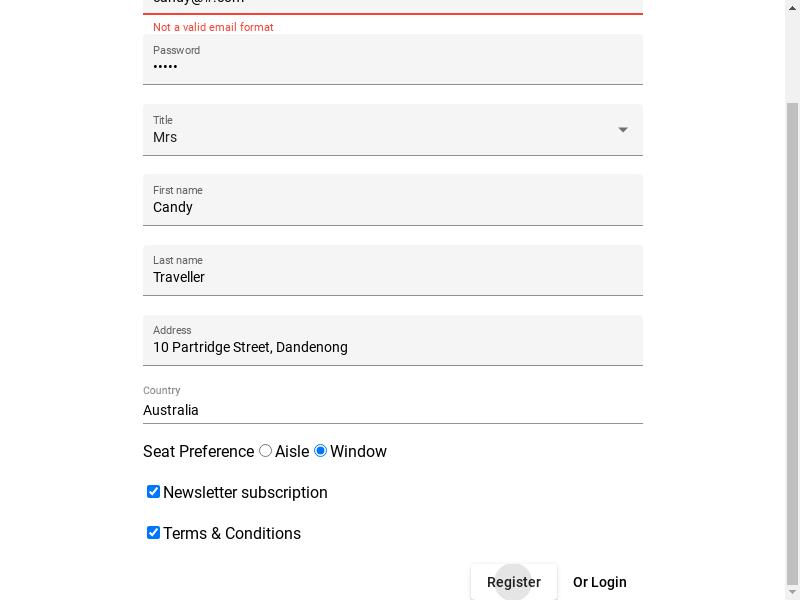 Not a valid email format
Password
•••••
Title
Mrs
First name
Candy
Last name
Traveller
Address
10 Partridge Street, Dandenong
Country
Australia
Seat Preference Aisle Window
Newsletter subscription
Terms & Conditions
Register Or Login